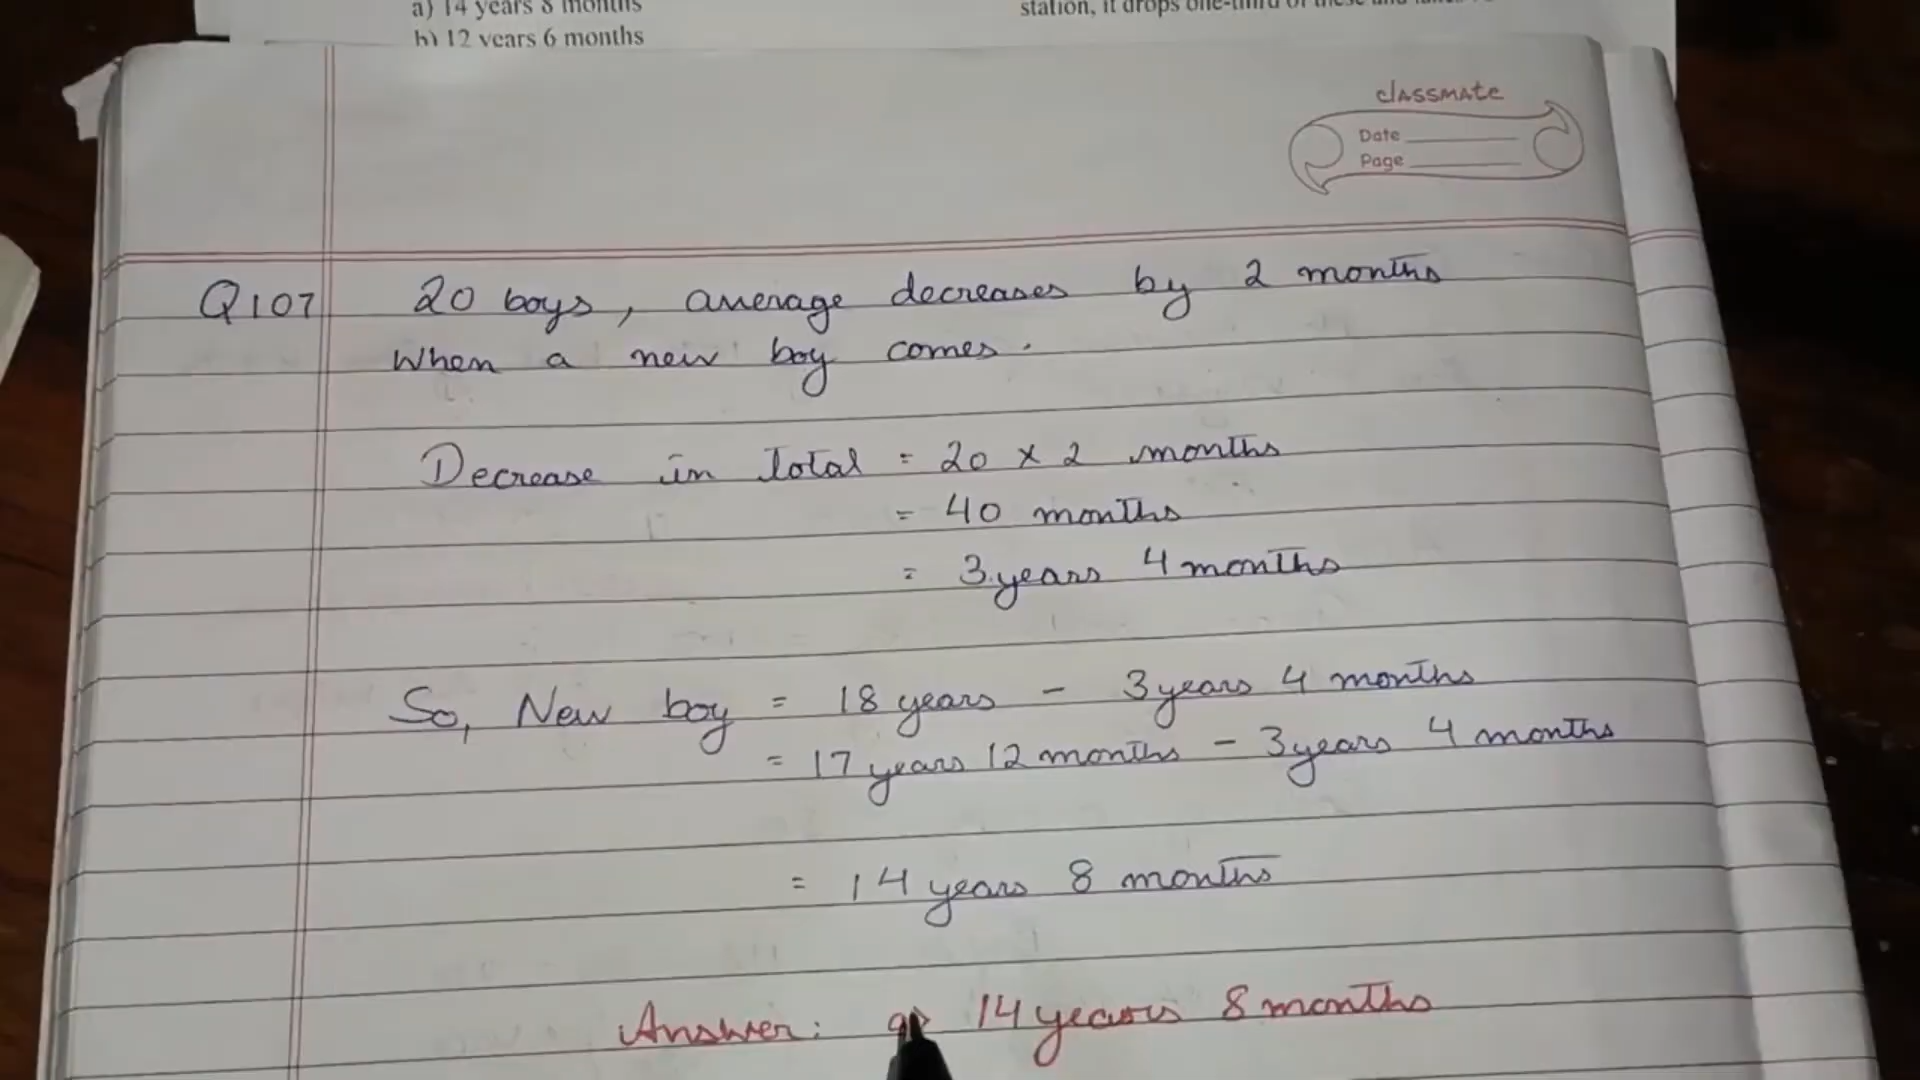 a) 14 years 8 months
station, it drops one-third of these and
b) 12 years 6 months
classmate
Date
Page
Q107 20 boys, average decreases by 2 months
When a new boy comes.
Decrease in total = 20 x 2 months
= 40 months
= 3 years 4 months
So, New boy = 18 years - 3 years 4 months
= 17 years 12 months - 3 years 4 months
= 14 years 8 months
Answer: a> 14 years 8 months